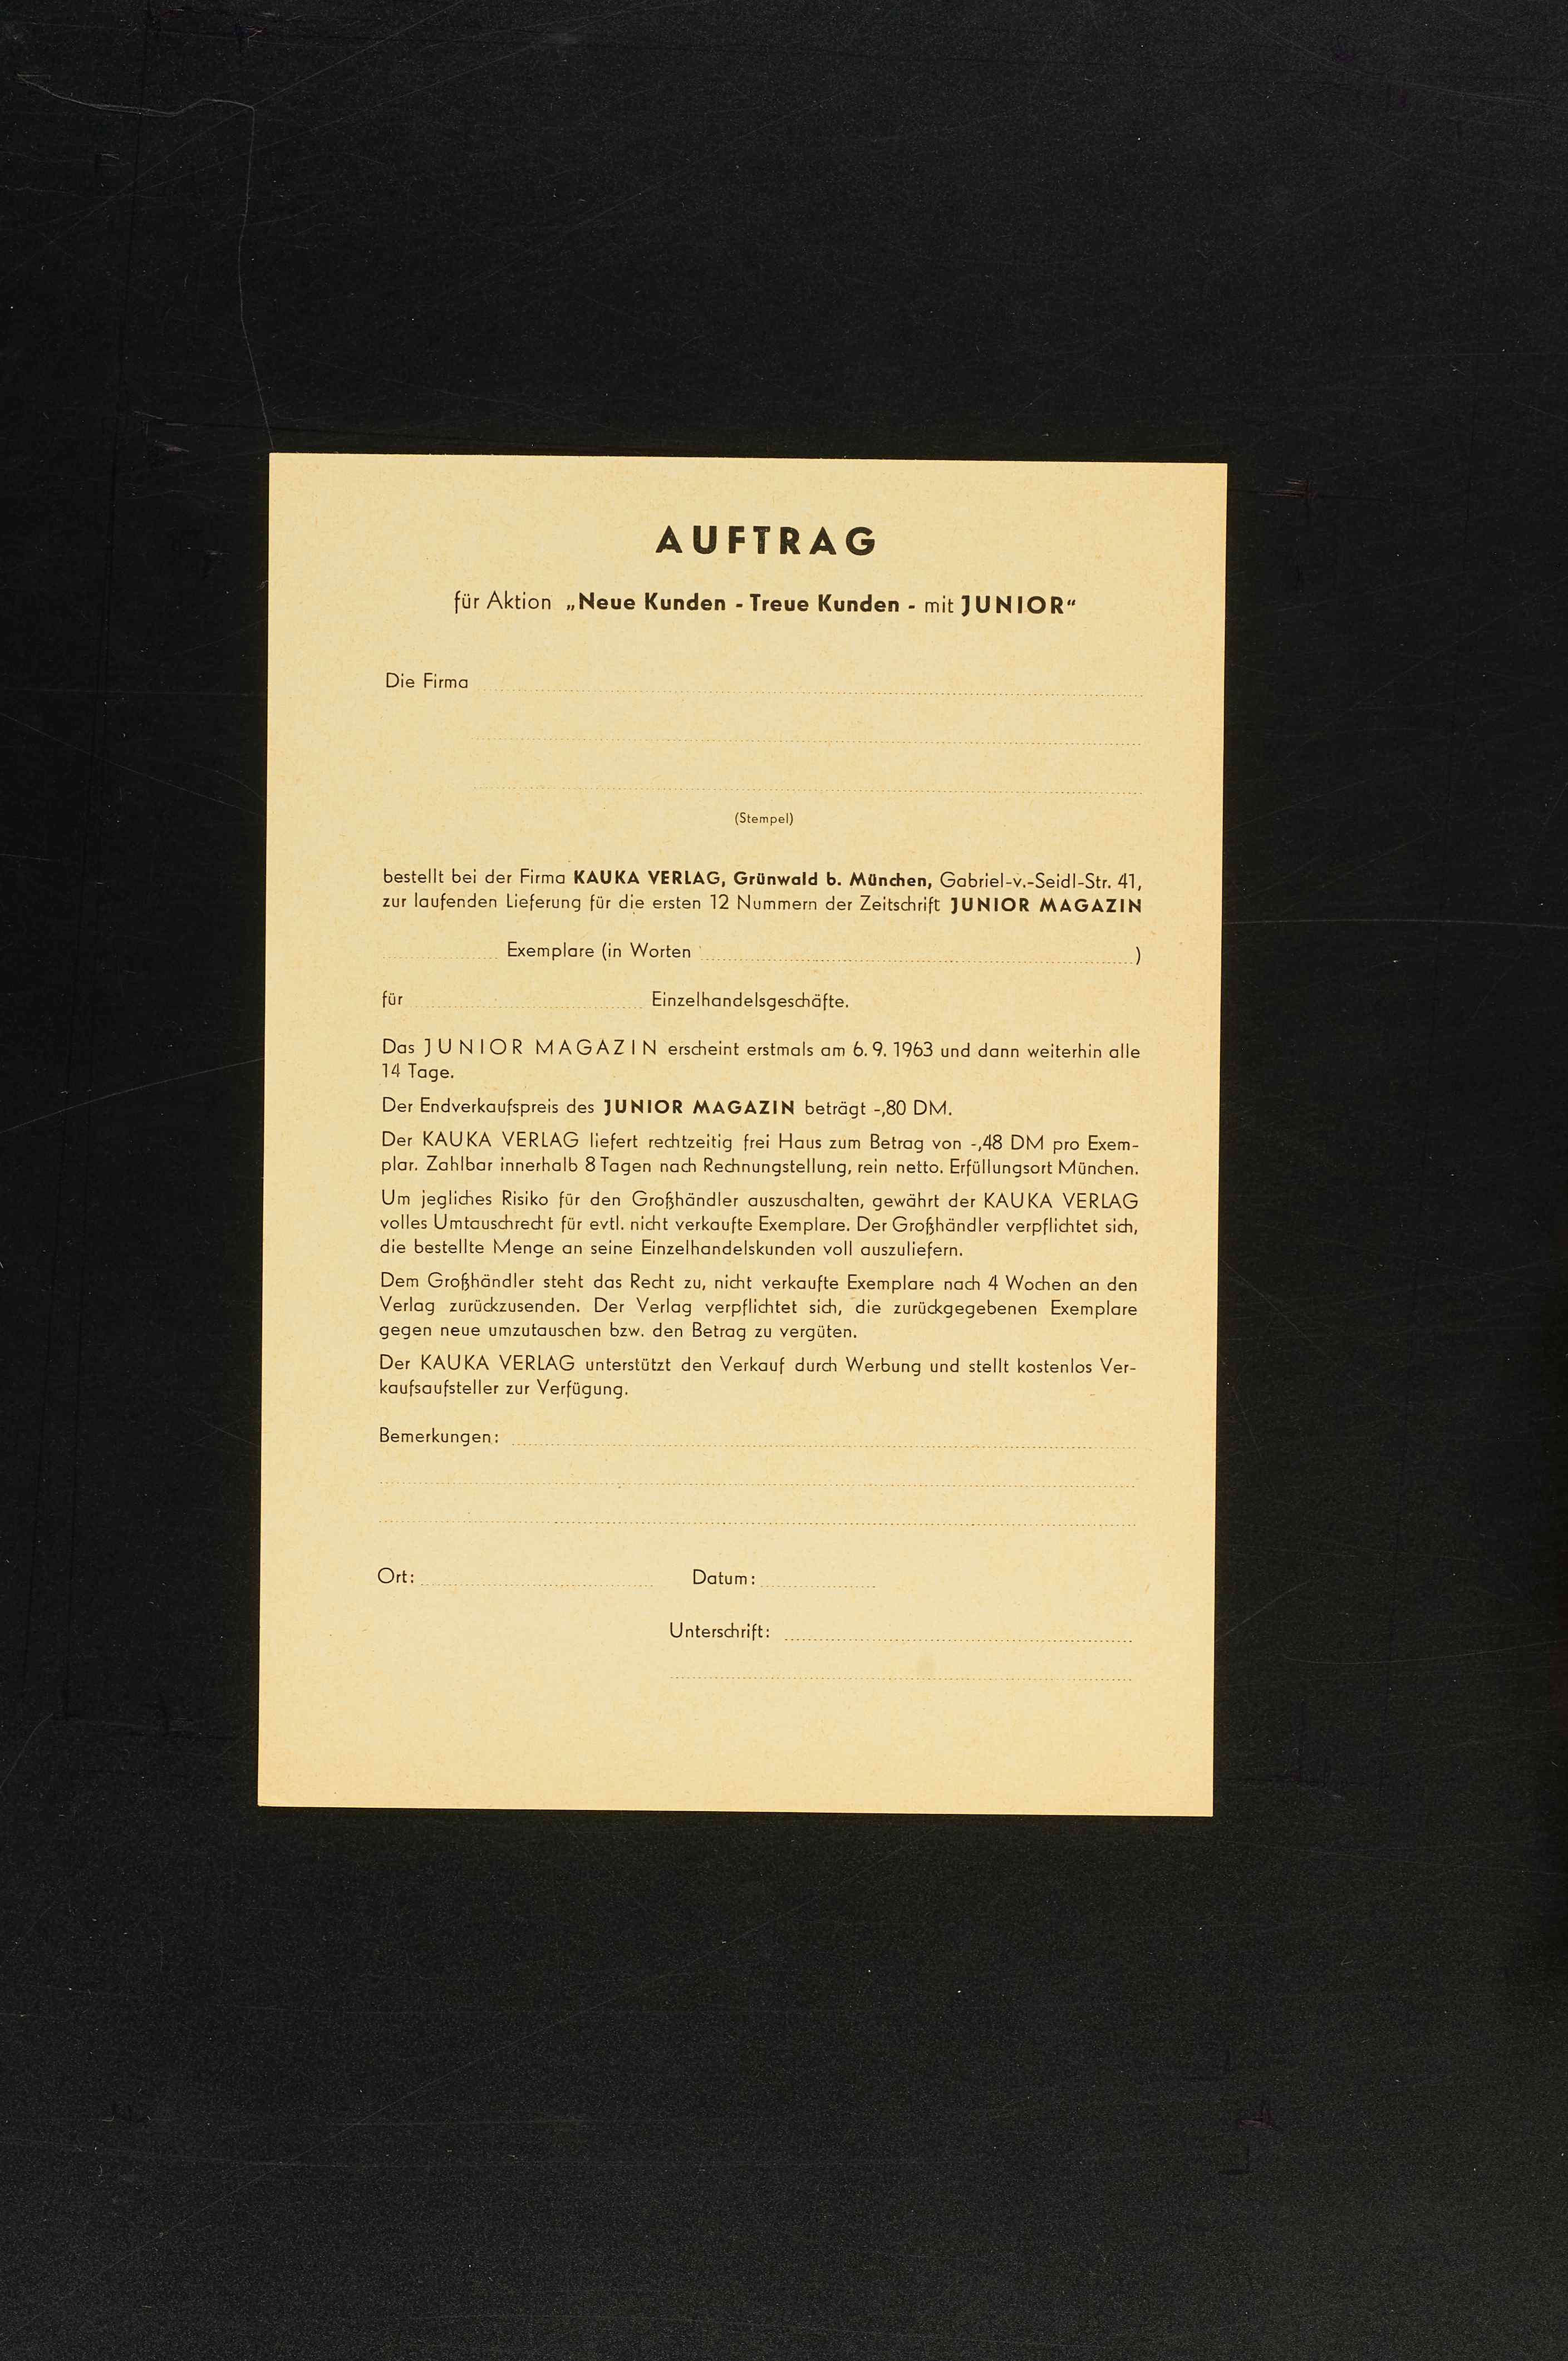 AUFTRAG
für Aktion „Neue Kunden - Treue Kunden - mit JUNIOR“
Die Firma
(Stempel)
bestellt bei der Firma KAUKA VERLAG, Grünwald b. München, Gabriel-v.-Seidl-Str. 41,
zur laufenden Lieferung für die ersten 12 Nummern der Zeitschrift JUNIOR MAGAZIN
Exemplare (in Worten )
für Einzelhandelsgeschäfte.
Das JUNIOR MAGAZIN erscheint erstmals am 6. 9. 1963 und dann weiterhin alle
14 Tage.
Der Endverkaufspreis des JUNIOR MAGAZIN beträgt -,80 DM.
Der KAUKA VERLAG liefert rechtzeitig frei Haus zum Betrag von -,48 DM pro Exem-
plar. Zahlbar innerhalb 8 Tagen nach Rechnungstellung, rein netto. Erfüllungsort München.
Um jegliches Risiko für den Großhändler auszuschalten, gewährt der KAUKA VERLAG
volles Umtauschrecht für evtl. nicht verkaufte Exemplare. Der Großhändler verpflichtet sich,
die bestellte Menge an seine Einzelhandelskunden voll auszuliefern.
Dem Großhändler steht das Recht zu, nicht verkaufte Exemplare nach 4 Wochen an den
Verlag zurückzusenden. Der Verlag verpflichtet sich, die zurückgegebenen Exemplare
gegen neue umzutauschen bzw. den Betrag zu vergüten.
Der KAUKA VERLAG unterstützt den Verkauf durch Werbung und stellt kostenlos Ver-
kaufsaufsteller zur Verfügung.
Bemerkungen:
Ort: Datum:
Unterschrift: